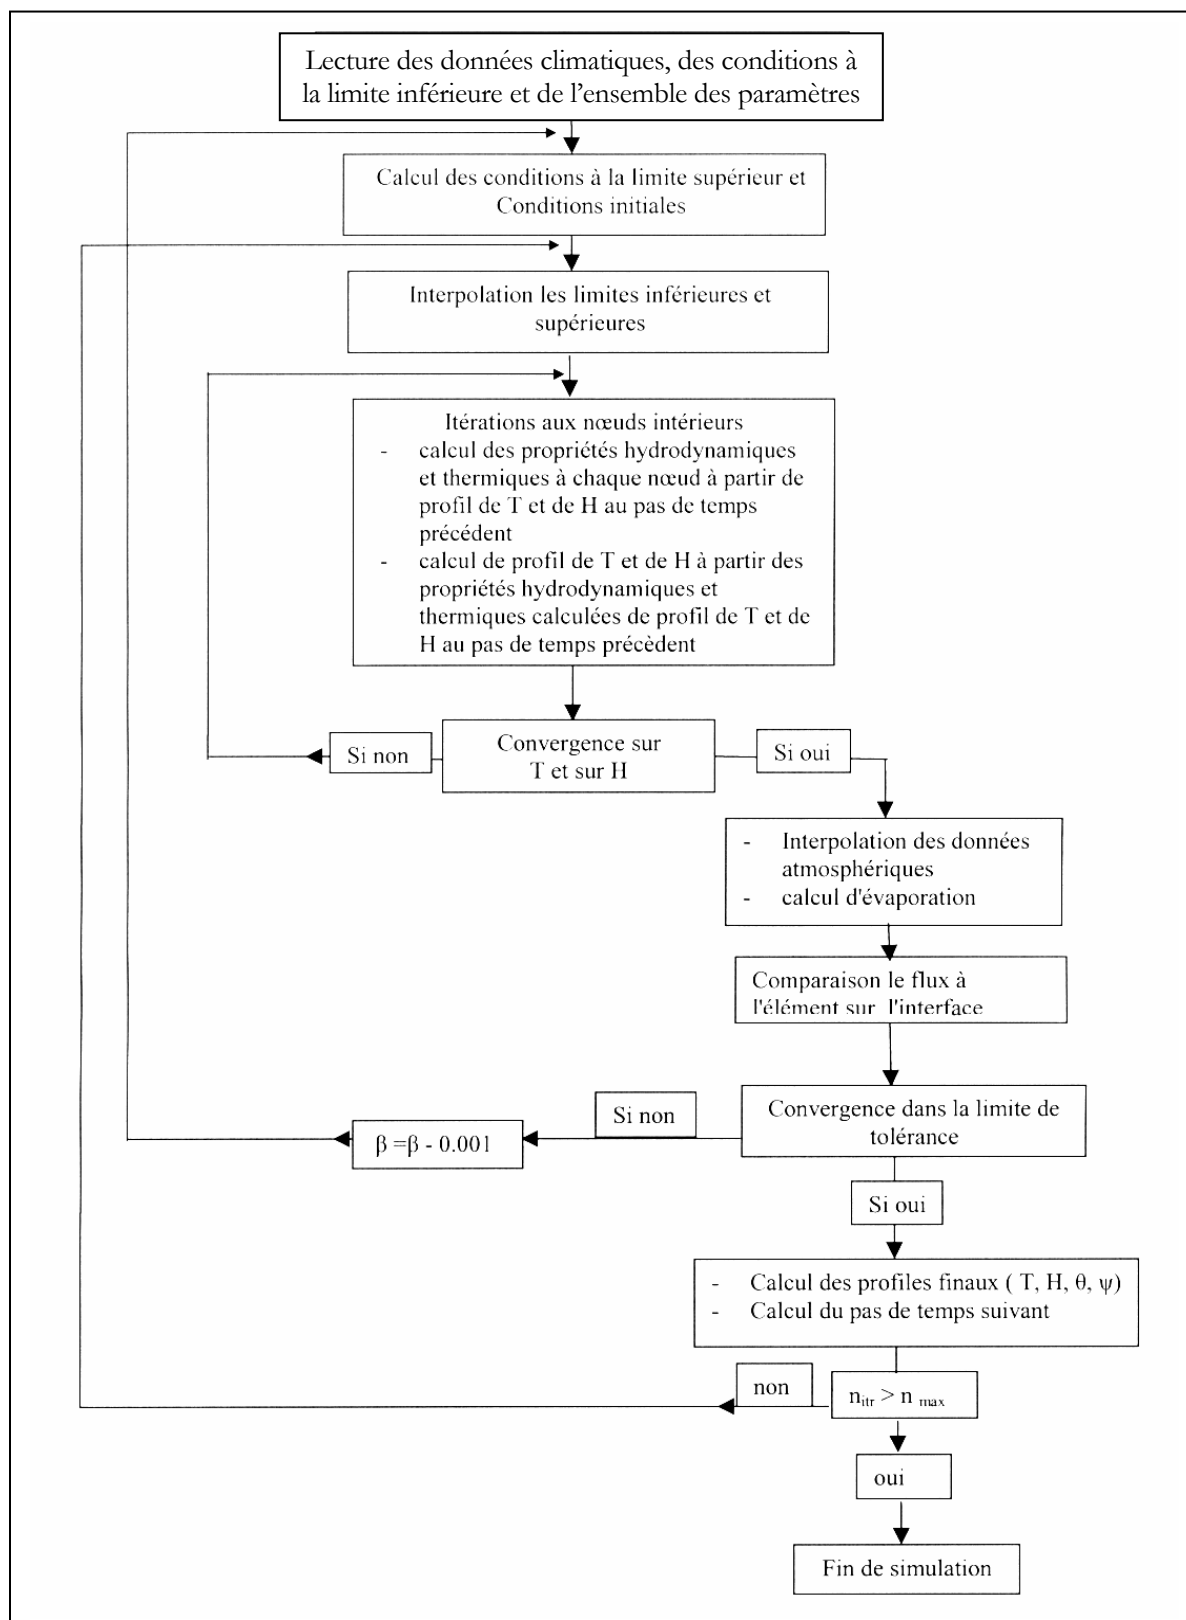 Lecture des données climatiques, des conditions à
la limite inférieure et de l'ensemble des paramètres
Calcul des conditions à la limite supérieur et
Conditions initiales
Interpolation les limites inférieures et
supérieures
Itérations aux nœuds intérieurs
- calcul des propriétés hydrodynamiques
et thermiques à chaque nœud à partir de
profil de T et de H au pas de temps
précédent
- calcul de profil de T et de H à partir des
propriétés hydrodynamiques et
thermiques calculées de profil de T et de
H au pas de temps précèdent
Si non
Convergence sur
T et sur H
Si oui
- Interpolation des données
atmosphériques
- calcul d'évaporation
Comparaison le flux à
l'élément sur l'interface
Convergence dans la limite de
tolérance
Si non
β =β - 0.001
Si oui
- Calcul des profiles finaux ( T, H, θ, ψ)
- Calcul du pas de temps suivant
non
n_itr > n_max
oui
Fin de simulation